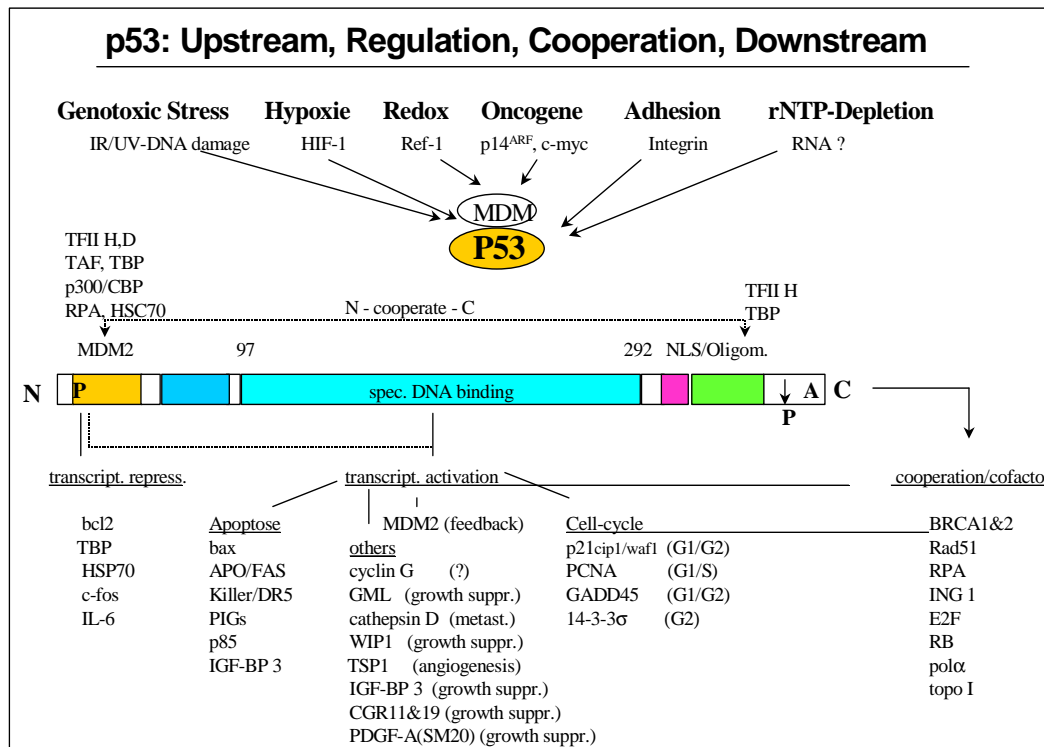 p53: Upstream, Regulation, Cooperation, Downstream
Genotoxic Stress Hypoxie Redox Oncogene Adhesion rNTP-Depletion
IR/UV-DNA damage HIF-1 Ref-1 p14ARF, c-myc Integrin RNA ?
MDM
P53
TFII H,D
TAF, TBP
p300/CBP
RPA, HSC70
N - cooperate - C
TFII H
TBP
MDM2 97 292 NLS/Oligom.
N P spec. DNA binding A C
P
transcript. repress. transcript. activation cooperation/cofacto
bcl2 Apoptose MDM2 (feedback) Cell-cycle BRCA1&2
TBP bax others p21cip1/waf1 (G1/G2) Rad51
HSP70 APO/FAS cyclin G (?) PCNA (G1/S) RPA
c-fos Killer/DR5 GML (growth suppr.) GADD45 (G1/G2) ING 1
IL-6 PIGs cathepsin D (metast.) 14-3-3σ (G2) E2F
p85 WIP1 (growth suppr.) RB
IGF-BP 3 TSP1 (angiogenesis) polα
IGF-BP 3 (growth suppr.) topo I
CGR11&19 (growth suppr.)
PDGF-A(SM20) (growth suppr.)